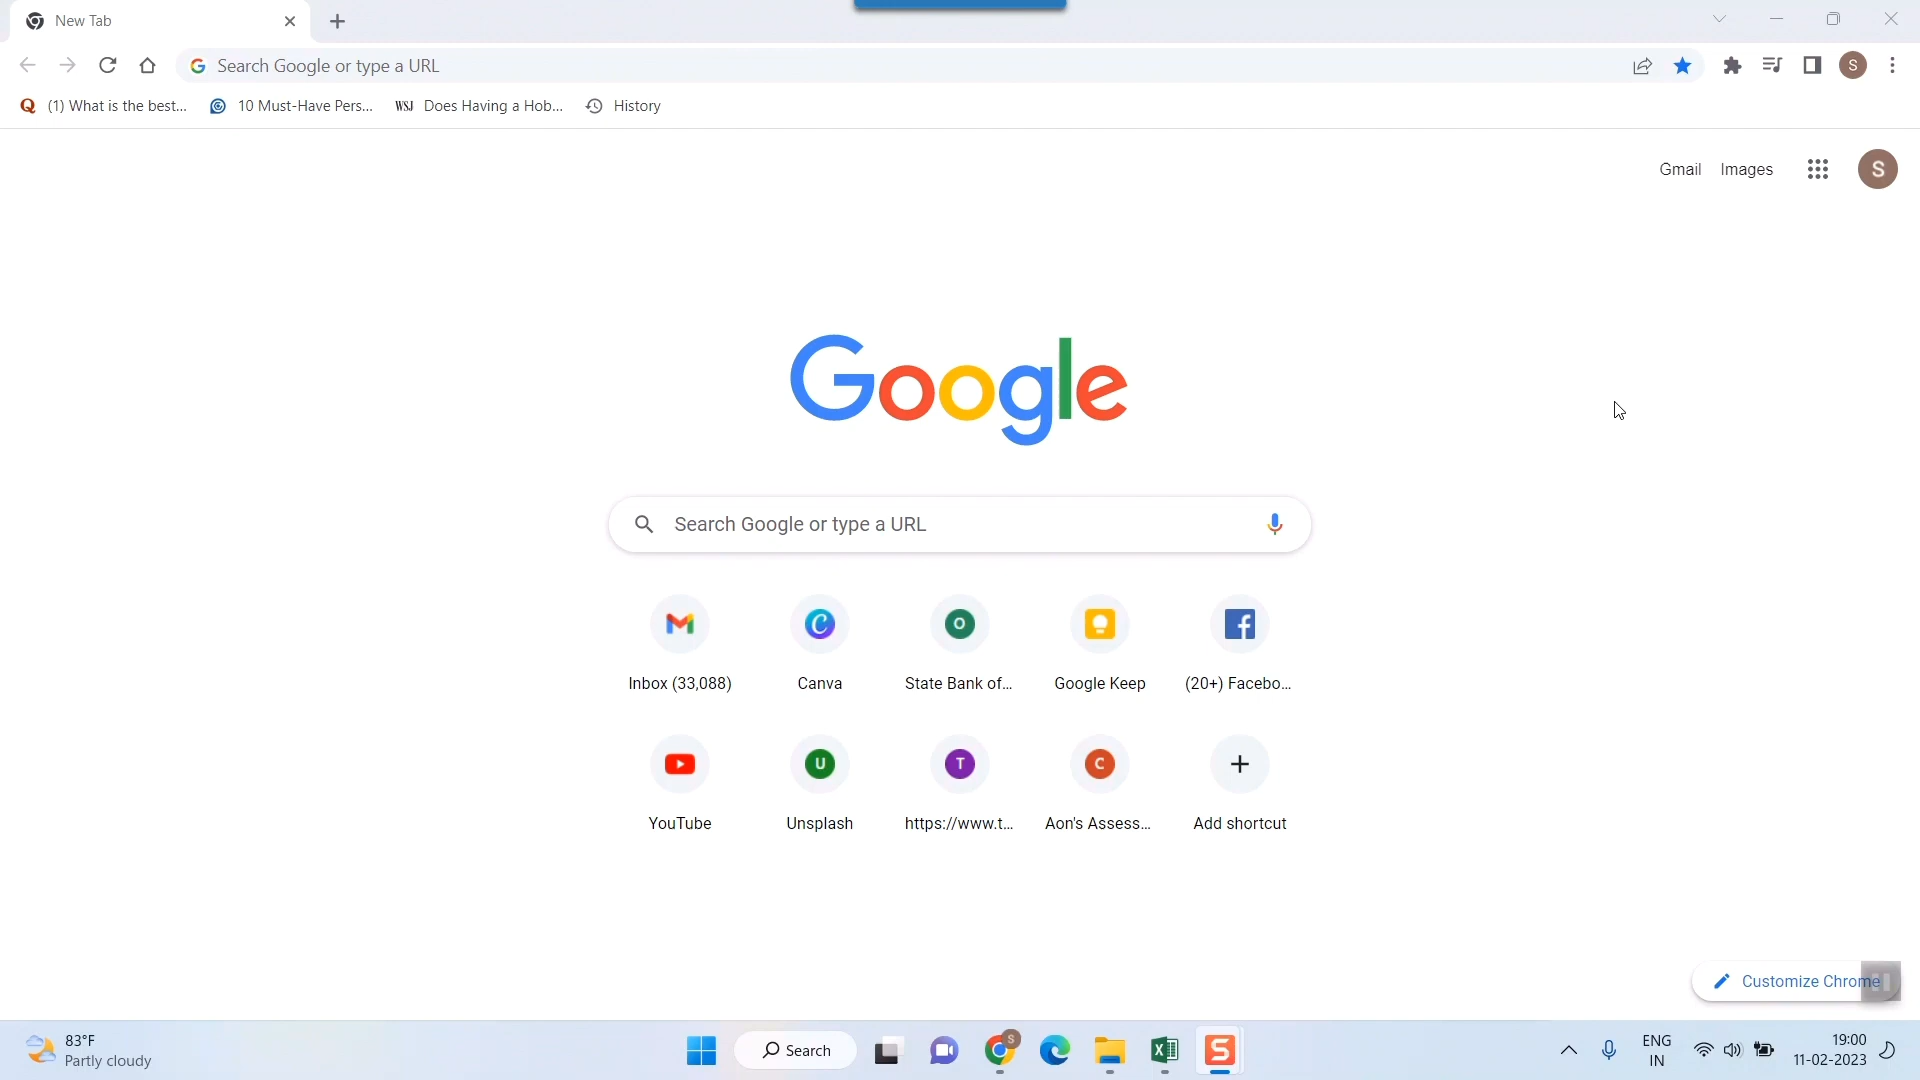 New Tab
Search Google or type a URL
S
(1) What is the best...
10 Must-Have Pers...
WSJ Does Having a Hob...
History
Gmail
Images
S
Google
Search Google or type a URL
Inbox (33,088)
Canva
O
State Bank of...
Google Keep
(20+) Facebo...
YouTube
U
Unsplash
T
https://www.t...
C
Aon's Assess...
Add shortcut
Customize Chrome
83°F
Partly cloudy
Search
S
S
ENG
IN
19:00
11-02-2023